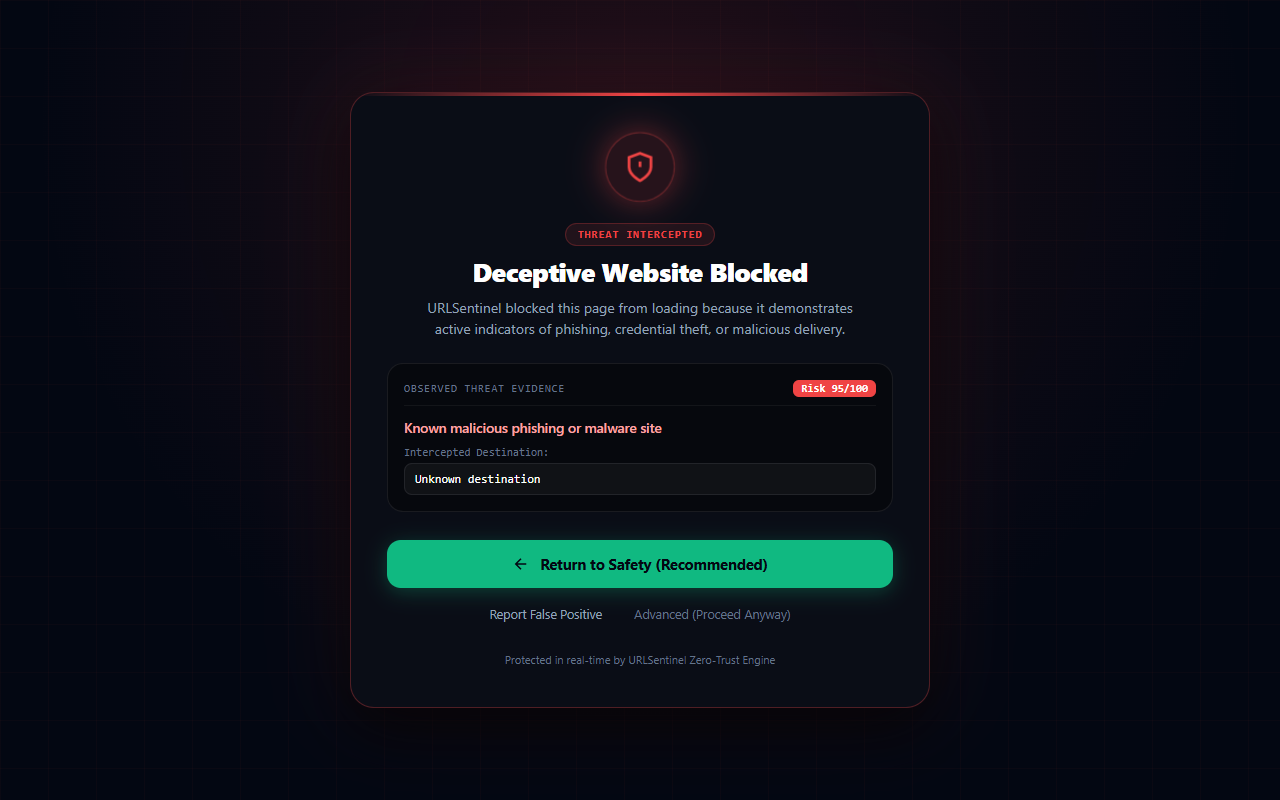 THREAT INTERCEPTED
Deceptive Website Blocked
URLSentinel blocked this page from loading because it demonstrates
active indicators of phishing, credential theft, or malicious delivery.
OBSERVED THREAT EVIDENCE
Risk 95/100
Known malicious phishing or malware site
Intercepted Destination:
Unknown destination
← Return to Safety (Recommended)
Report False Positive
Advanced (Proceed Anyway)
Protected in real-time by URLSentinel Zero-Trust Engine